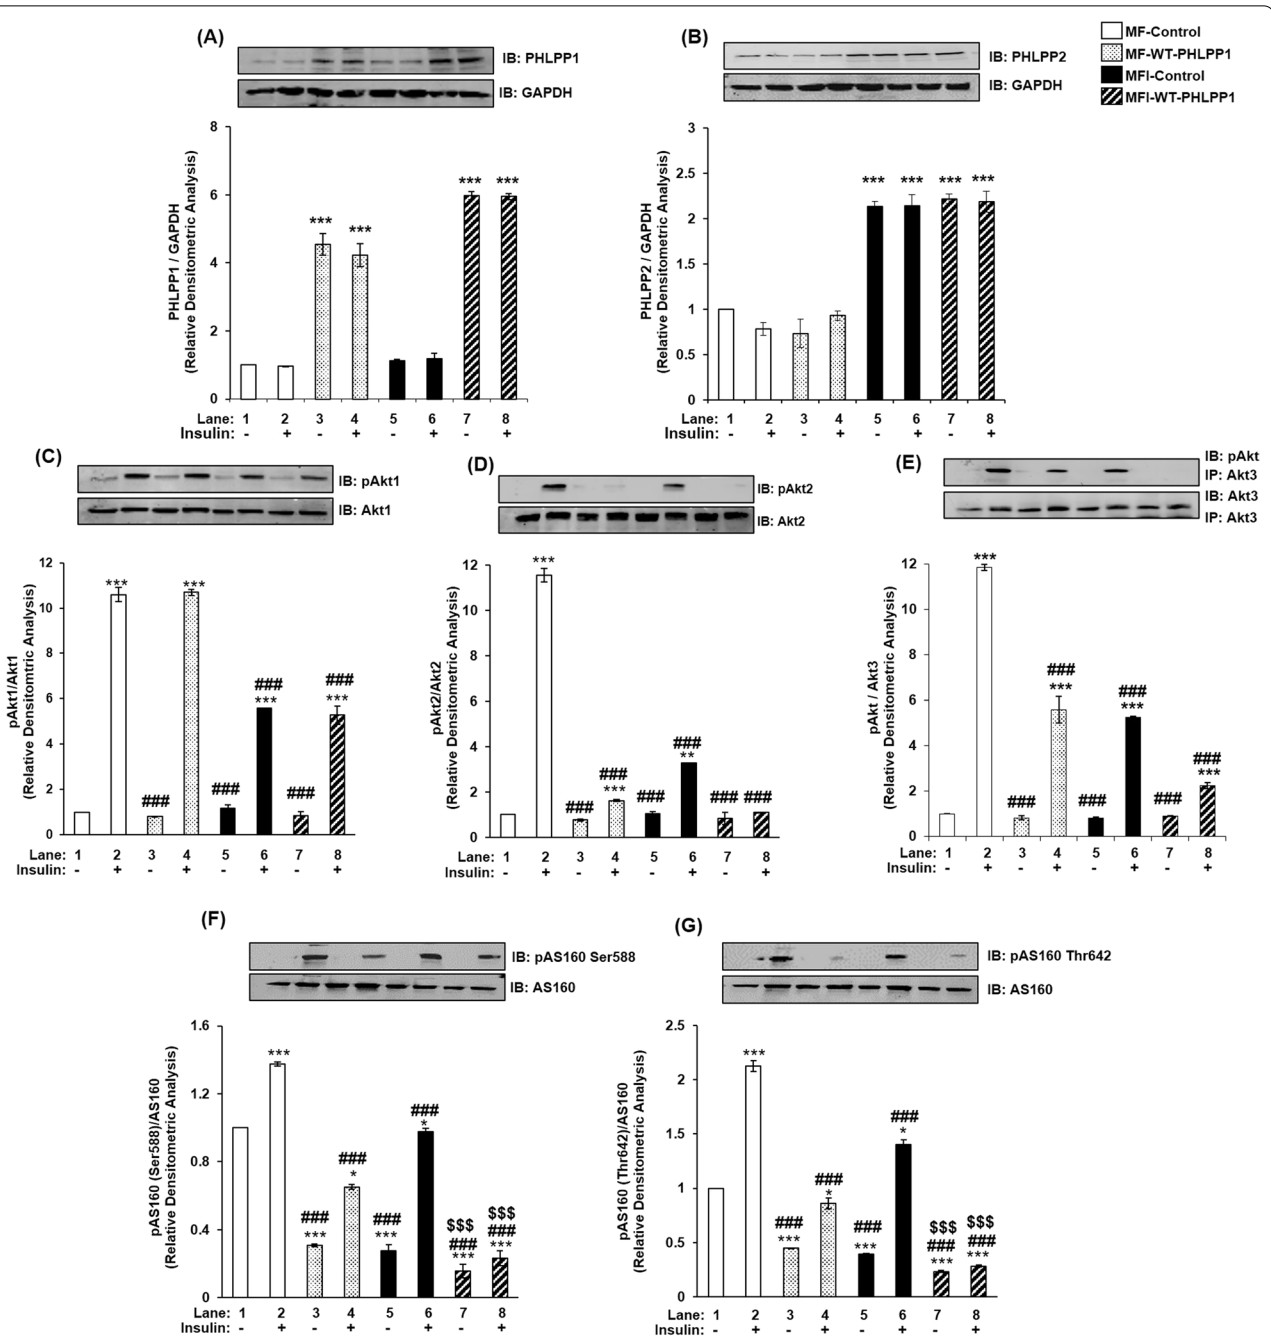 (A)
IB: PHLPP1
IB: GAPDH
PHLPP1 / GAPDH
(Relative Densitometric Analysis)
8
6
4
2
0
*** *** *** ***
Lane: 1 2 3 4 5 6 7 8
Insulin: - + - + - + - +
(B)
IB: PHLPP2
IB: GAPDH
PHLPP2 / GAPDH
(Relative Densitometric Analysis)
3
2.5
2
1.5
1
0.5
0
*** *** *** ***
Lane: 1 2 3 4 5 6 7 8
Insulin: - + - + - + - +
MF-Control
MF-WT-PHLPP1
MFI-Control
MFI-WT-PHLPP1
(C)
IB: pAkt1
IB: Akt1
pAkt1/Akt1
(Relative Densitomtric Analysis)
12
10
8
6
4
2
0
*** ***
### ###
*** ***
### ### ###
Lane: 1 2 3 4 5 6 7 8
Insulin: - + - + - + - +
(D)
IB: pAkt2
IB: Akt2
pAkt2/Akt2
(Relative Densitometric Analysis)
12
10
8
6
4
2
0
***
###
**
###
***
### ### ### ###
Lane: 1 2 3 4 5 6 7 8
Insulin: - + - + - + - +
(E)
IB: pAkt
IP: Akt3
IB: Akt3
IP: Akt3
pAkt / Akt3
(Relative Densitometric Analysis)
12
10
8
6
4
2
0
***
### ###
*** ***
###
***
### ### ###
Lane: 1 2 3 4 5 6 7 8
Insulin: - + - + - + - +
(F)
IB: pAS160 Ser588
IB: AS160
pAS160 (Ser588)/AS160
(Relative Densitometric Analysis)
1.6
1.2
0.8
0.4
0
***
###
*
###
*
### ### $$$ $$$
*** *** ### ###
*** ***
Lane: 1 2 3 4 5 6 7 8
Insulin: - + - + - + - +
(G)
IB: pAS160 Thr642
IB: AS160
pAS160 (Thr642)/AS160
(Relative Densitometric Analysis)
2.5
2
1.5
1
0.5
0
***
###
*
###
*
### ### $$$ $$$
*** *** ### ###
*** ***
Lane: 1 2 3 4 5 6 7 8
Insulin: - + - + - + - +